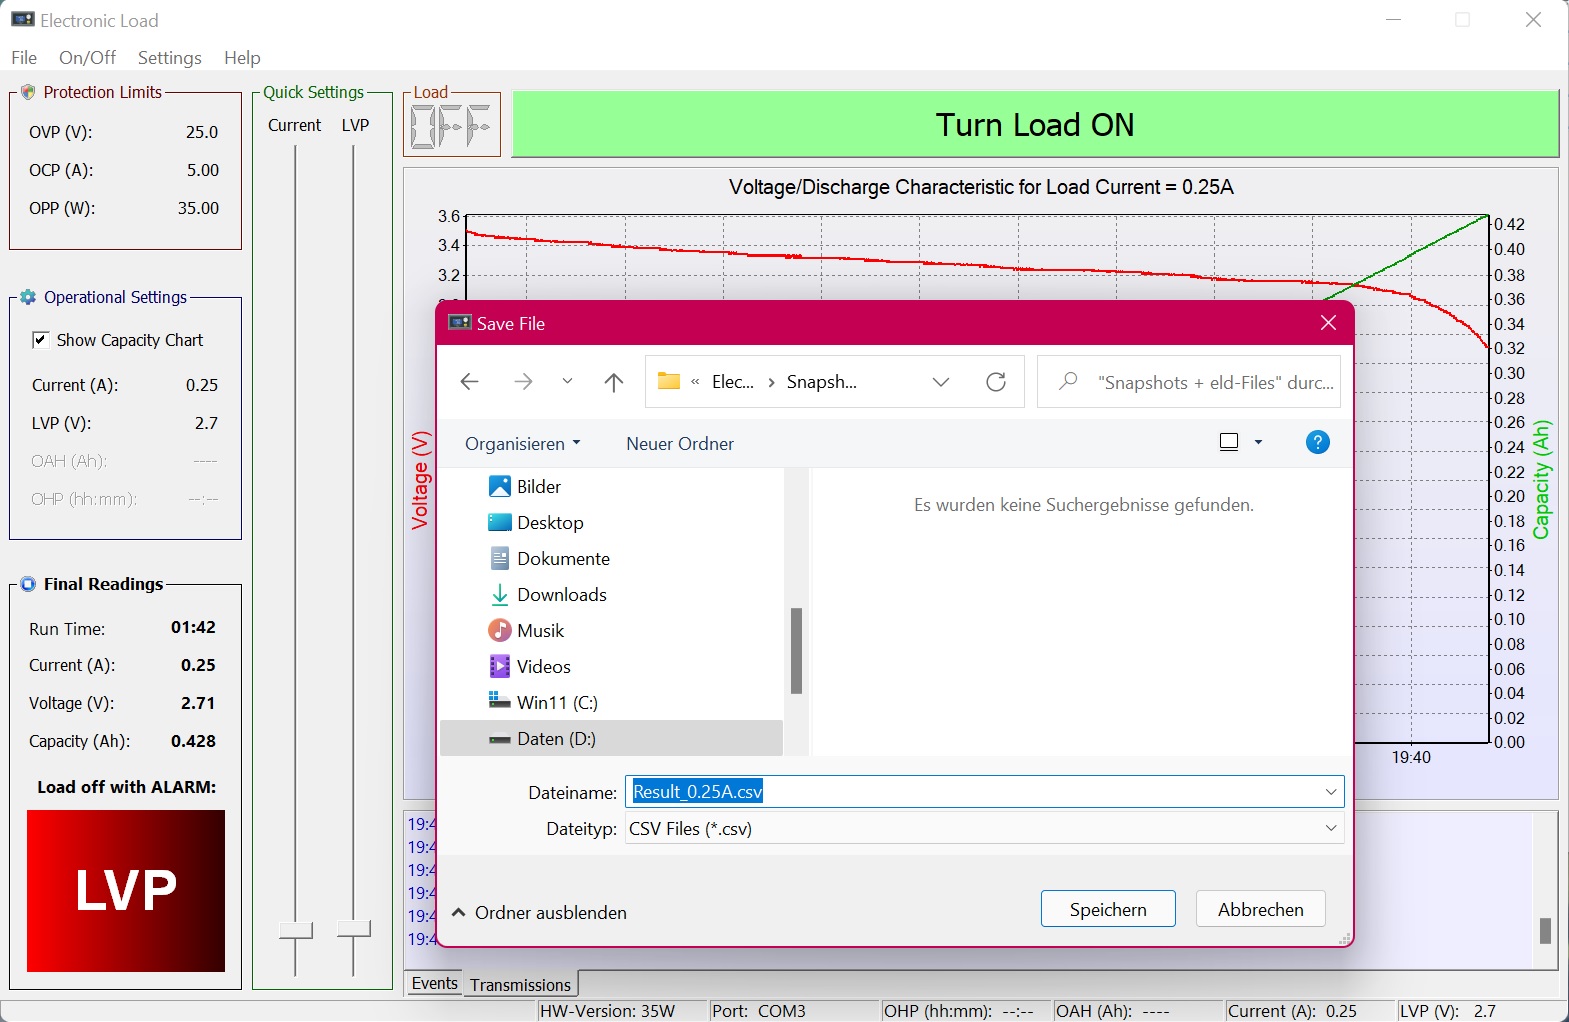 Electronic Load
File On/Off Settings Help
Protection Limits
OVP (V): 25.0
OCP (A): 5.00
OPP (W): 35.00
Operational Settings
Show Capacity Chart
Current (A): 0.25
LVP (V): 2.7
OAH (Ah): ----
OHP (hh:mm): --:--
Final Readings
Run Time: 01:42
Current (A): 0.25
Voltage (V): 2.71
Capacity (Ah): 0.428
Load off with ALARM:
LVP
Quick Settings
Current LVP
Load
OFF
Turn Load ON
Voltage/Discharge Characteristic for Load Current = 0.25A
3.6
3.4
3.2
Voltage (V)
0.42
0.40
0.38
0.36
0.34
0.32
0.30
0.28
0.26
0.24
0.22
0.20
0.18
0.16
0.14
0.12
0.10
0.08
0.06
0.04
0.02
0.00
Capacity (Ah)
19:40
Save File
« Elec... › Snapsh...
"Snapshots + eld-Files" durc...
Organisieren
Neuer Ordner
?
Bilder
Desktop
Dokumente
Downloads
Musik
Videos
Win11 (C:)
Daten (D:)
Es wurden keine Suchergebnisse gefunden.
Dateiname: Result_0.25A.csv
Dateityp: CSV Files (*.csv)
Ordner ausblenden
Speichern
Abbrechen
19:4
19:4
19:4
19:4
19:4
19:4
Events Transmissions
HW-Version: 35W Port: COM3 OHP (hh:mm): --:-- OAH (Ah): ---- Current (A): 0.25 LVP (V): 2.7